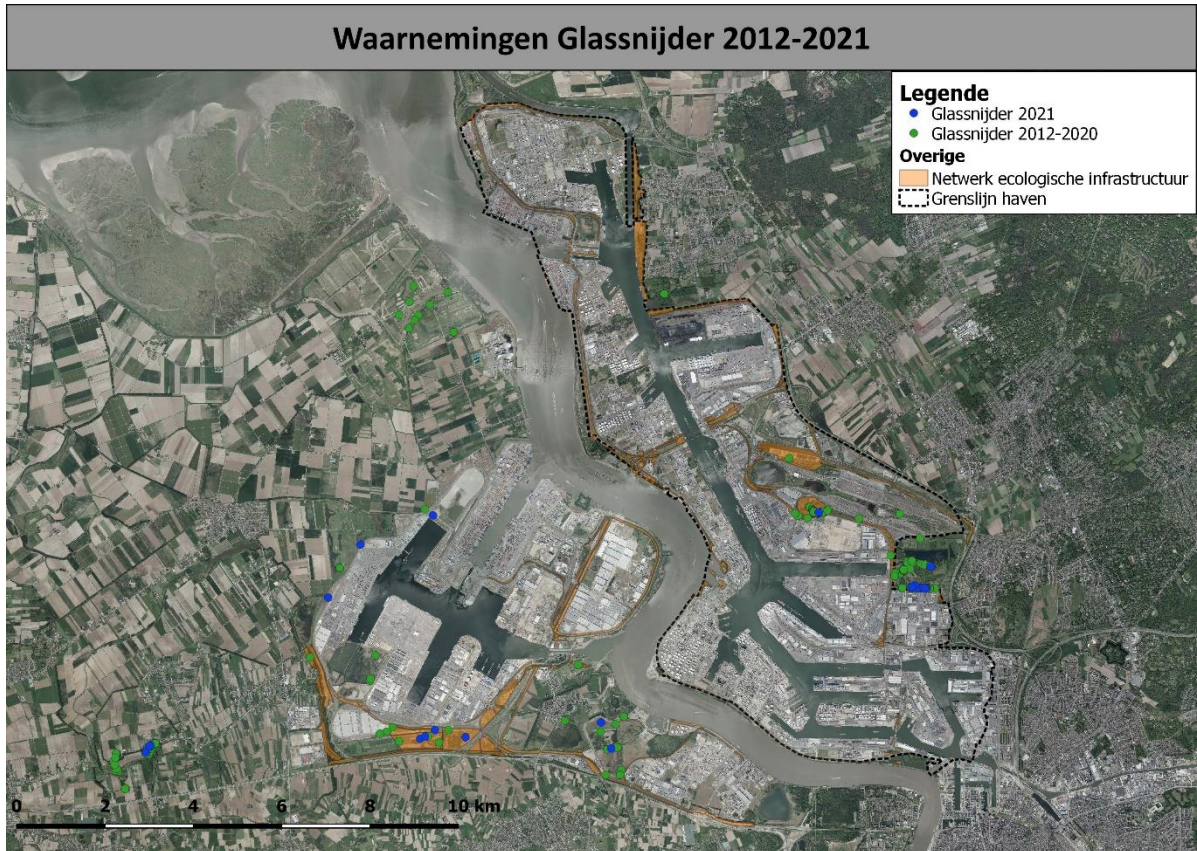 Waarnemingen Glassnijder 2012-2021
Legende
Glassnijder 2021
Glassnijder 2012-2020
Overige
Netwerk ecologische infrastructuur
Grenslijn haven
0 2 4 6 8 10 km